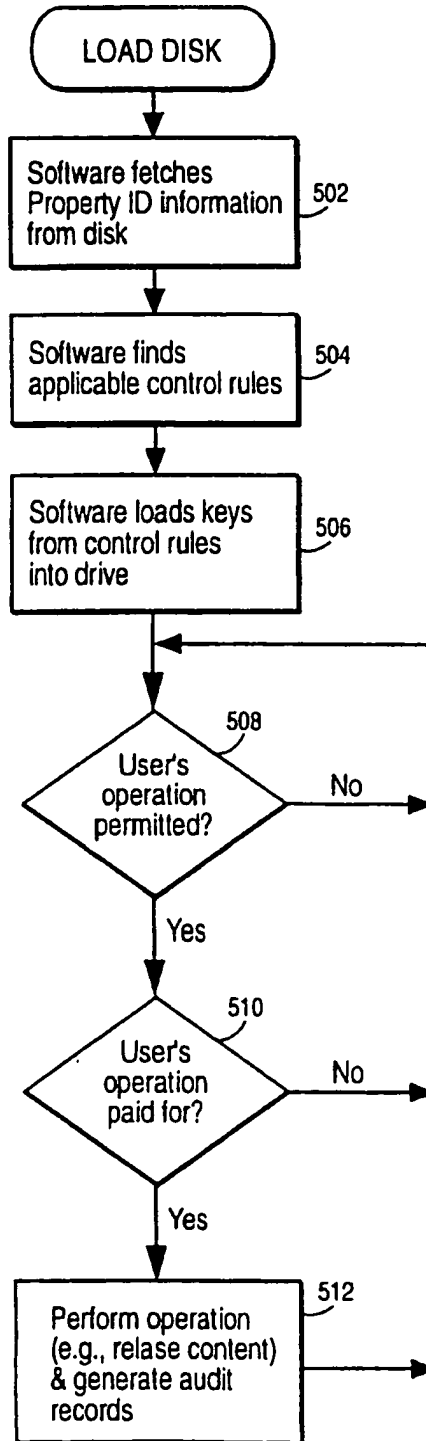 LOAD DISK
Software fetches
Property ID information
from disk
502
Software finds
applicable control rules
504
Software loads keys
from control rules
into drive
506
508
User's
operation
permitted?
No
Yes
510
User's
operation
paid for?
No
Yes
512
Perform operation
(e.g., relase content)
& generate audit
records